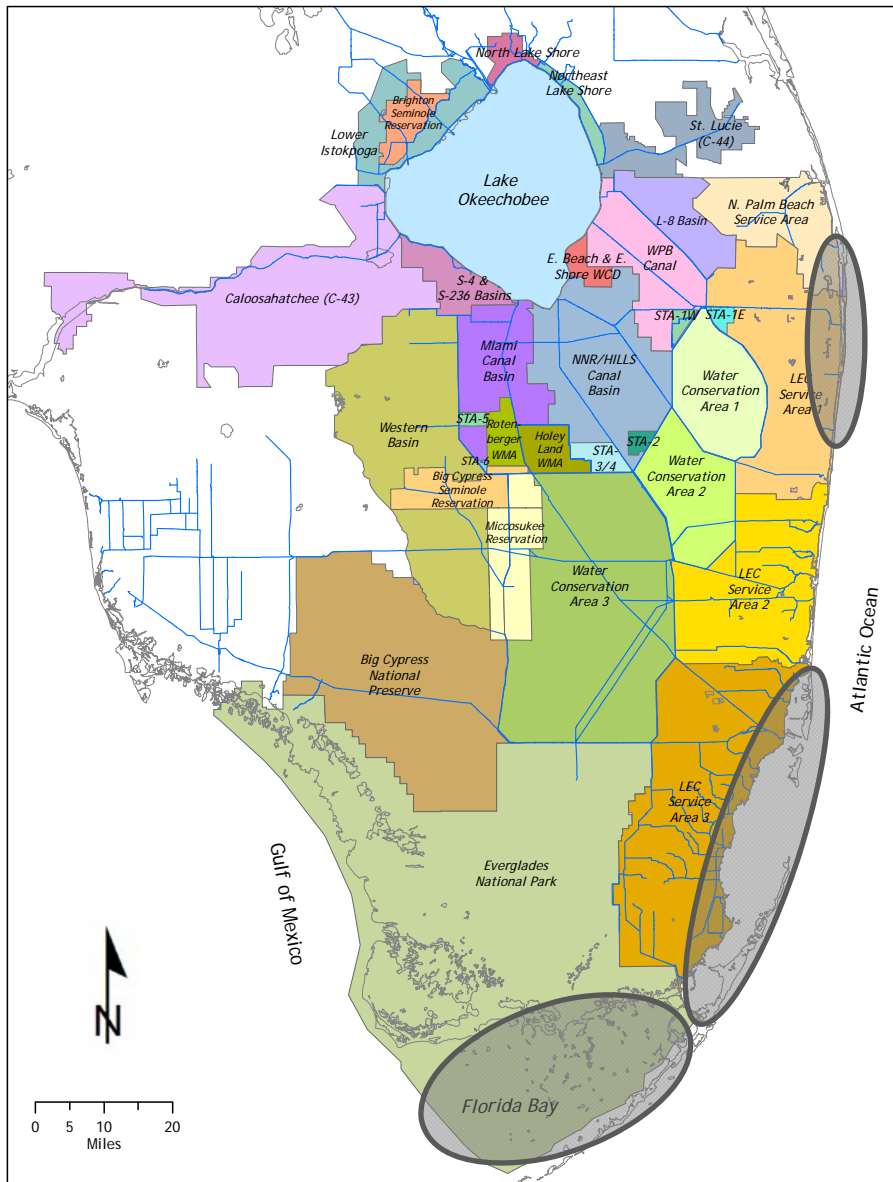 North Lake Shore
Northeast
Lake Shore
Brighton
Seminole
Reservation
Lower
Istokpoga
St. Lucie
(C-44)
Lake
Okeechobee
N. Palm Beach
Service Area
L-8 Basin
WPB
Canal
E. Beach & E.
Shore WCD
S-4 &
S-236 Basins
Caloosahatchee (C-43)
STA-1W
STA-1E
Miami
Canal
Basin
NNR/HILLS
Canal
Basin
Water
Conservation
Area 1
LEC
Service
Area 1
Western
Basin
STA-5
Roten-
berger
WMA
Holey
Land
WMA
STA-2
STA-
3/4
STA-6
Water
Conservation
Area 2
Big Cypress
Seminole
Reservation
Miccosukee
Reservation
Water
Conservation
Area 3
LEC
Service
Area 2
Big Cypress
National
Preserve
Atlantic Ocean
LEC
Service
Area 3
Everglades
National Park
Gulf of Mexico
N
Florida Bay
0 5 10 20
Miles